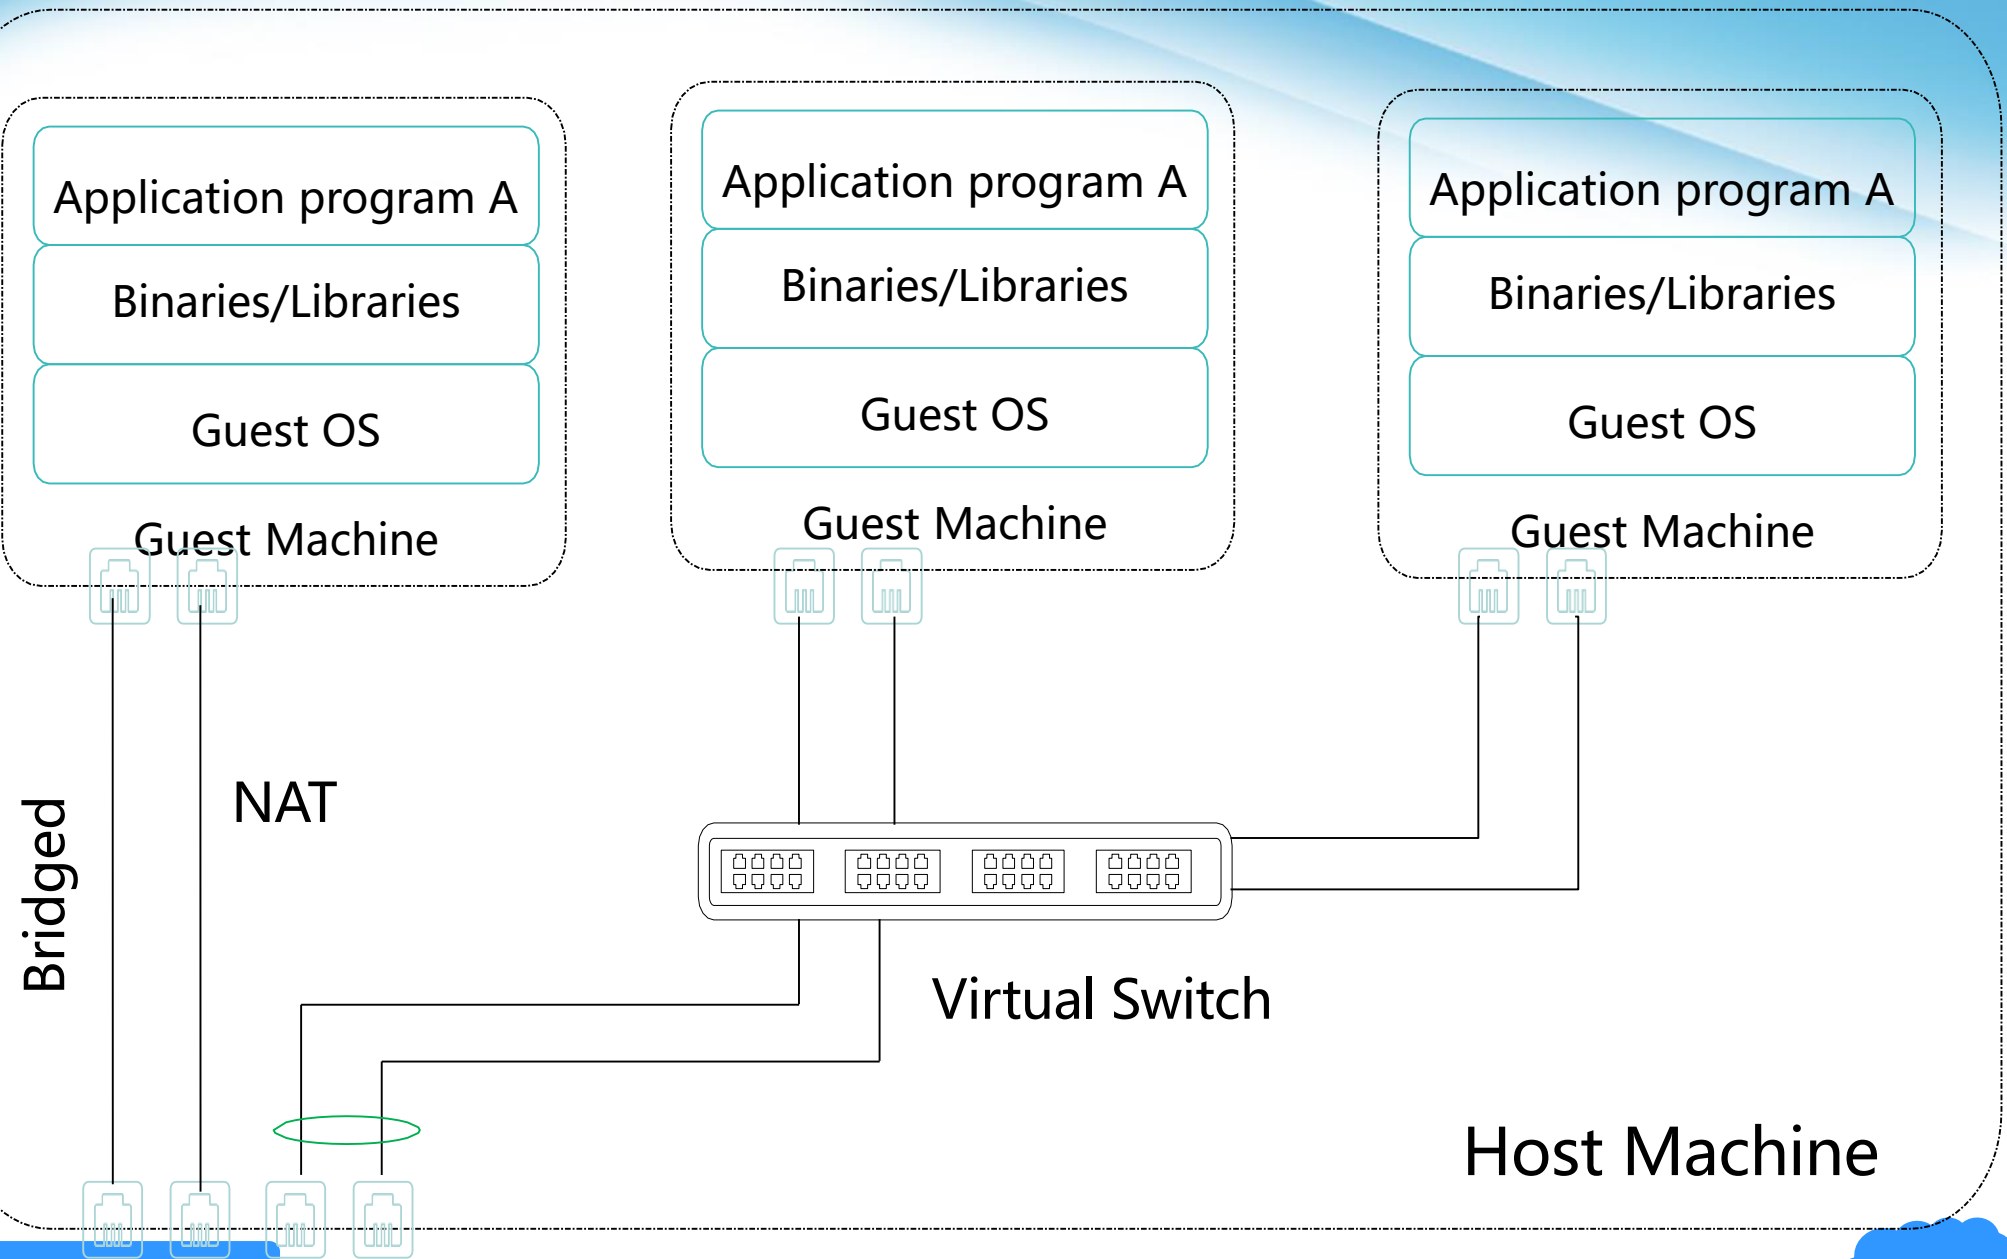 Application program A
Binaries/Libraries
Guest OS
Guest Machine
Application program A
Binaries/Libraries
Guest OS
Guest Machine
Application program A
Binaries/Libraries
Guest OS
Guest Machine
Bridged
NAT
Virtual Switch
Host Machine